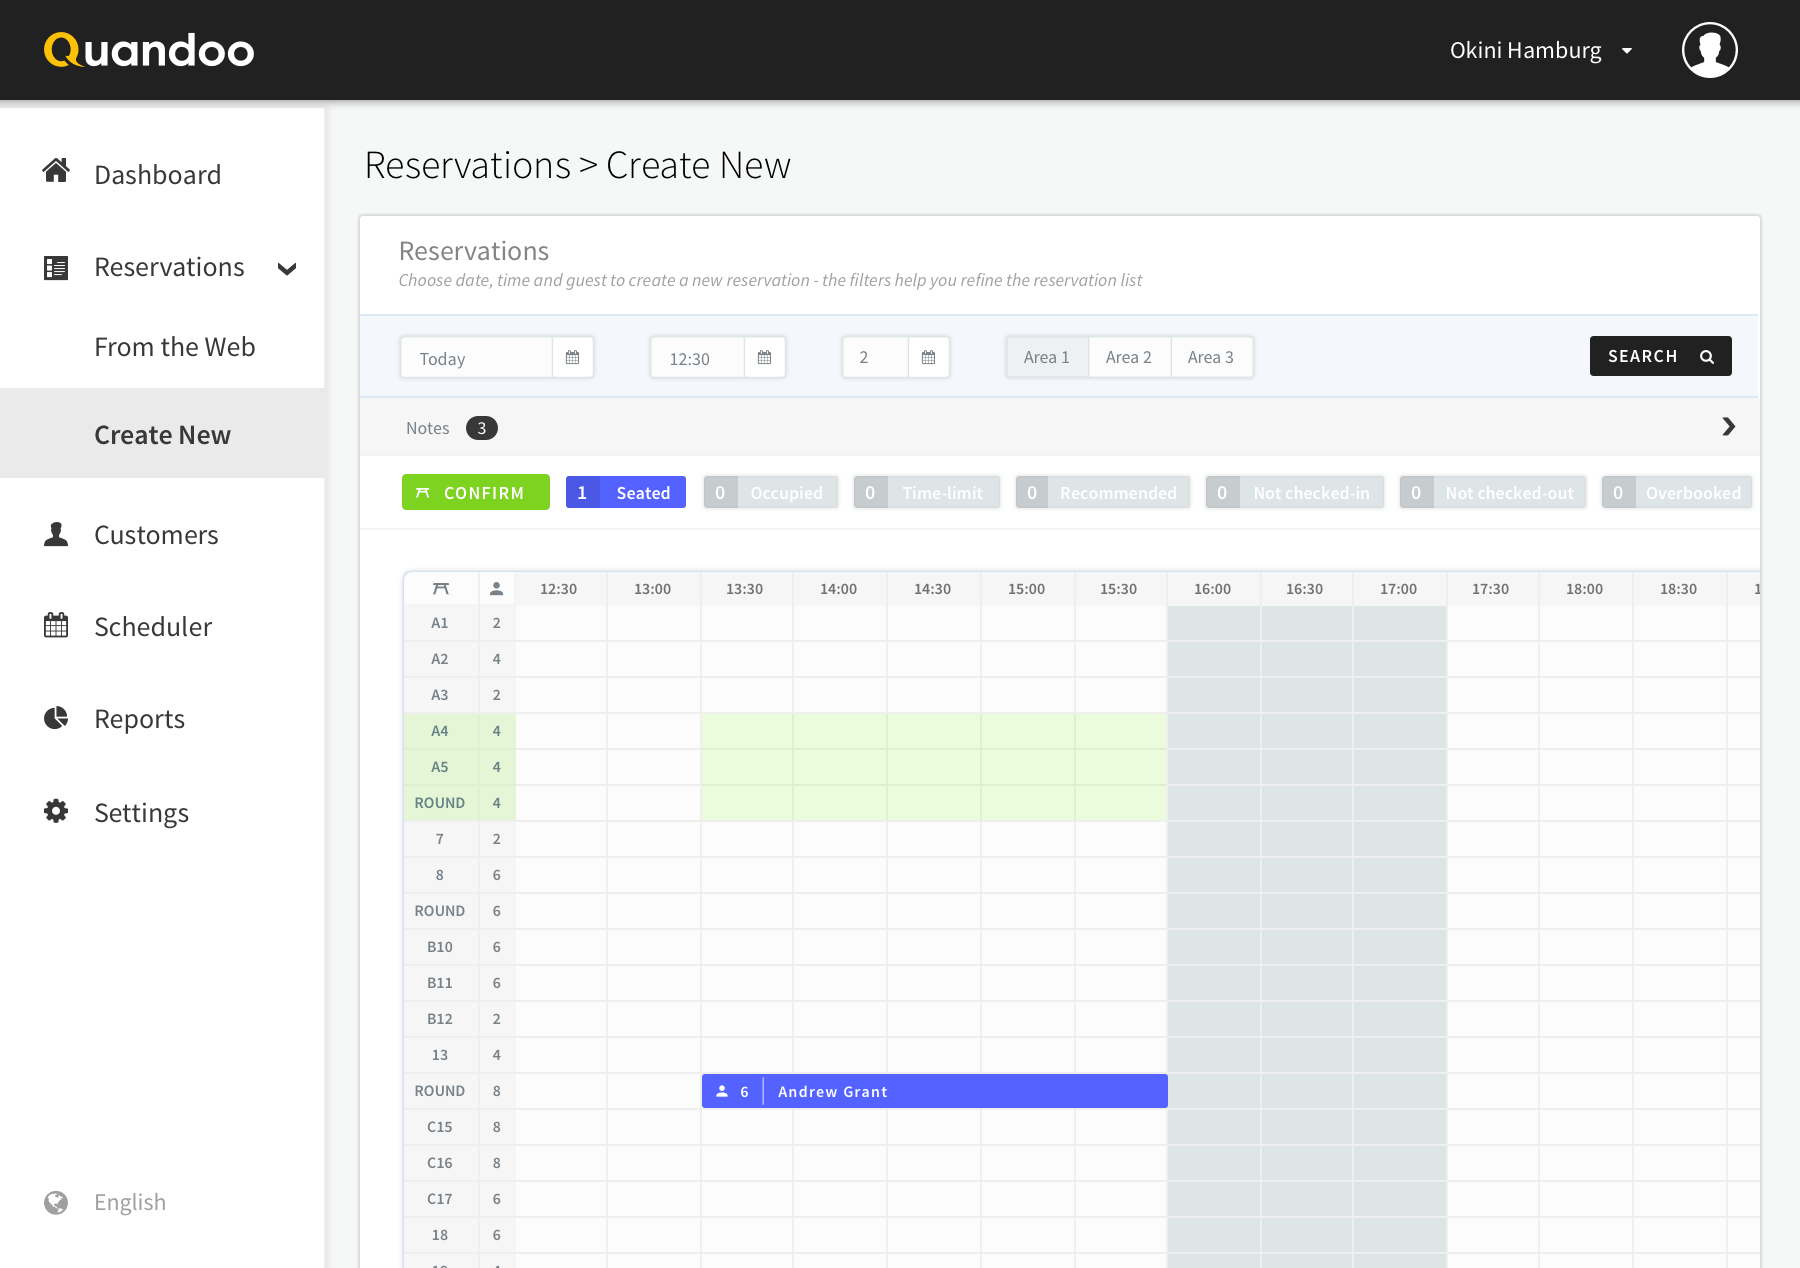 Quandoo
Okini Hamburg
Dashboard
Reservations
From the Web
Create New
Customers
Scheduler
Reports
Settings
English
Reservations > Create New
Reservations
Choose date, time and guest to create a new reservation - the filters help you refine the reservation list
Today 12:30 2 Area 1 Area 2 Area 3 SEARCH
Notes 3
CONFIRM 1 Seated 0 Occupied 0 Time-limit 0 Recommended 0 Not checked-in 0 Not checked-out 0 Overbooked
12:30 13:00 13:30 14:00 14:30 15:00 15:30 16:00 16:30 17:00 17:30 18:00 18:30
A1 2
A2 4
A3 2
A4 4
A5 4
ROUND 4
7 2
8 6
ROUND 6
B10 6
B11 6
B12 2
13 4
ROUND 8 6 Andrew Grant
C15 8
C16 8
C17 6
18 6